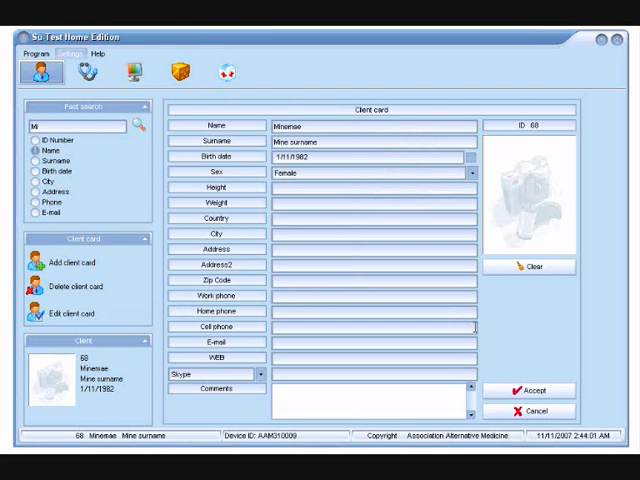 Su-Test Home Edition
Program Settings Help
Fast search
Mi
ID Number
Name
Surname
Birth date
City
Address
Phone
E-mail
Client card
Add client card
Delete client card
Edit client card
Client
68
Minemae
Mine surname
1/11/1982
Client card
Name Minemae
Surname Mine surname
Birth date 1/11/1982
Sex Female
Height
Weight
Country
City
Address
Address2
Zip Code
Work phone
Home phone
Cell phone
E-mail
WEB
Skype
Comments
ID 68
Clear
Accept
Cancel
68 Minemae Mine surname Device ID: AAM310009 Copyright Association Alternative Medicine 11/11/2007 2:44:01 AM